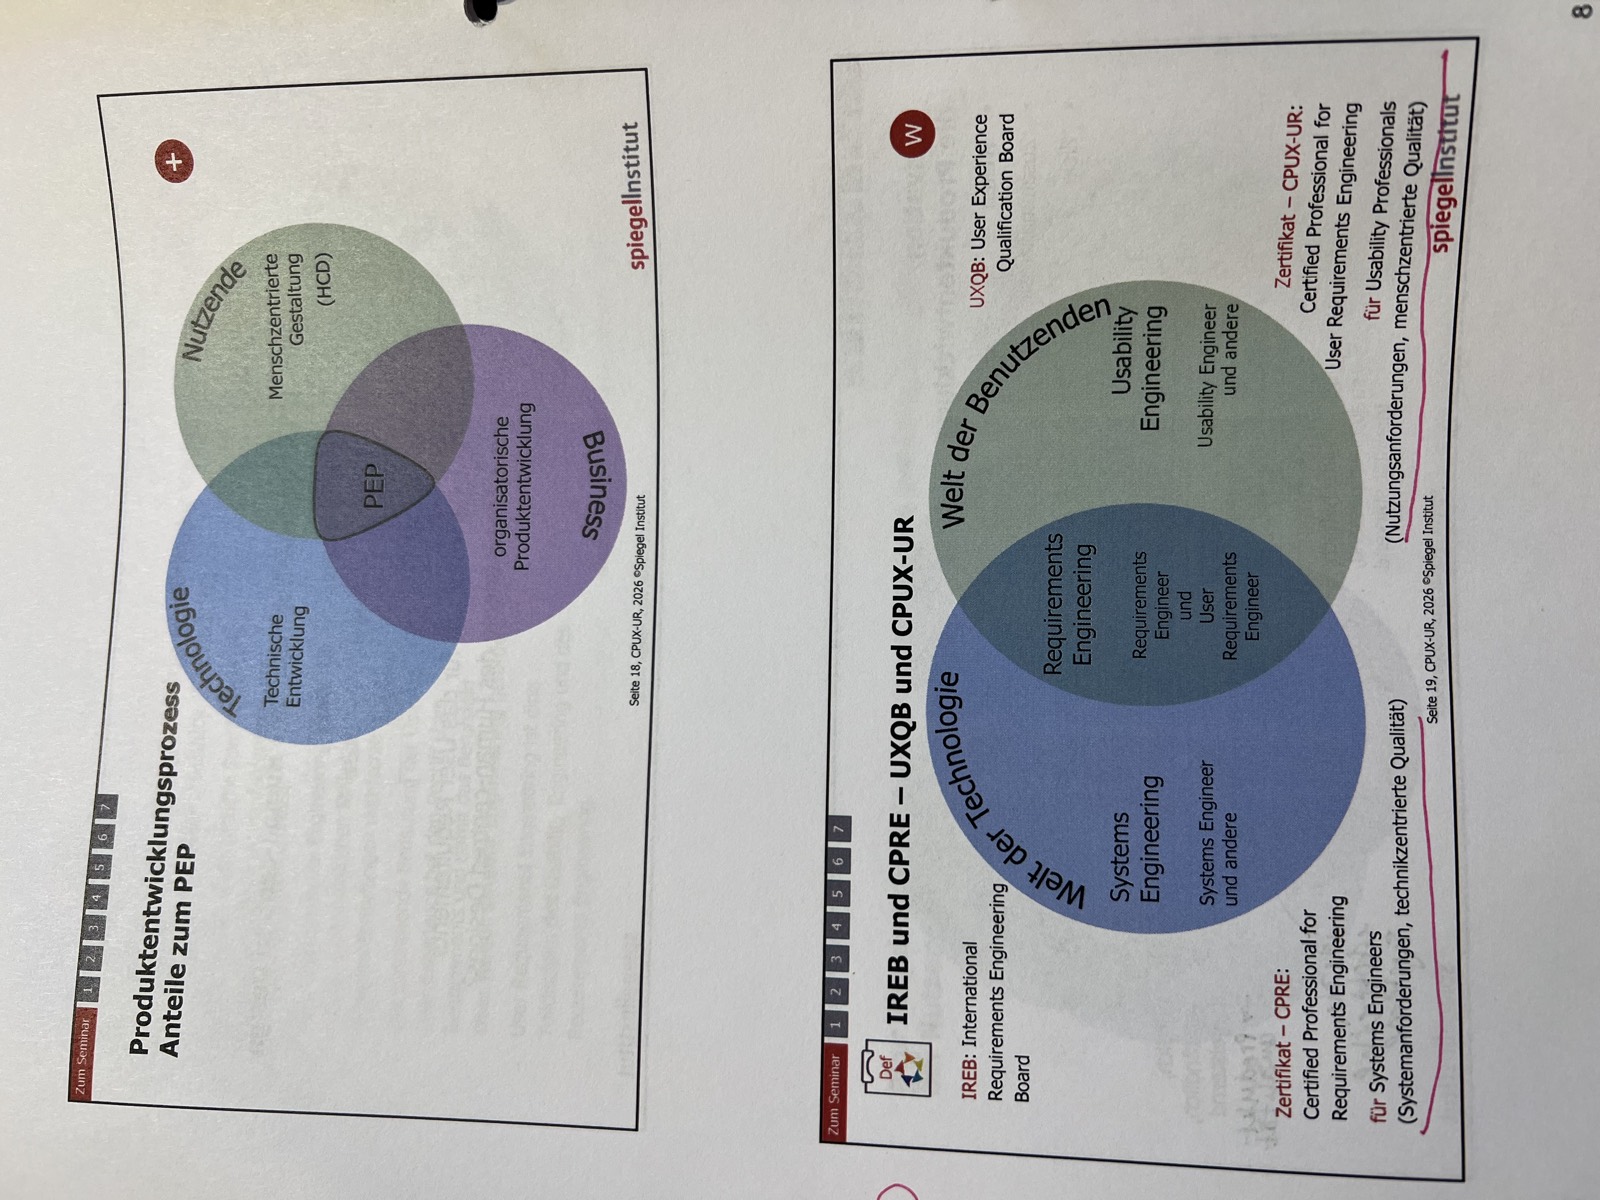 Zum Seminar 1 2 3 4 5 6 7
Produktentwicklungsprozess
Anteile zum PEP
+
Technologie
Technische
Entwicklung
Nutzende
Menschzentrierte
Gestaltung
(HCD)
PEP
organisatorische
Produktentwicklung
Business
Seite 18, CPUX-UR, 2026 ©Spiegel Institut
spiegelInstitut
Zum Seminar 1 2 3 4 5 6 7
Def
IREB und CPRE – UXQB und CPUX-UR
W
IREB: International
Requirements Engineering
Board
Welt der Technologie
Welt der Benutzenden
UXQB: User Experience
Qualification Board
Systems
Engineering
Systems Engineer
und andere
Requirements
Engineering
Requirements
Engineer
und
User
Requirements
Engineer
Usability
Engineering
Usability Engineer
und andere
Zertifikat – CPRE:
Certified Professional for
Requirements Engineering
für Systems Engineers
(Systemanforderungen, technikzentrierte Qualität)
Zertifikat – CPUX-UR:
Certified Professional for
User Requirements Engineering
für Usability Professionals
(Nutzungsanforderungen, menschzentrierte Qualität)
Seite 19, CPUX-UR, 2026 ©Spiegel Institut
spiegelInstitut
8